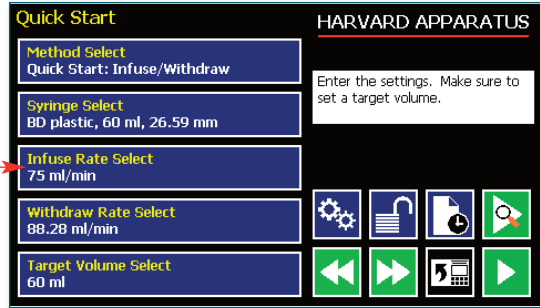 Quick Start
Method Select
Quick Start: Infuse/Withdraw
Syringe Select
BD plastic, 60 ml, 26.59 mm
Infuse Rate Select
75 ml/min
Withdraw Rate Select
88.28 ml/min
Target Volume Select
60 ml
HARVARD APPARATUS
Enter the settings. Make sure to
set a target volume.